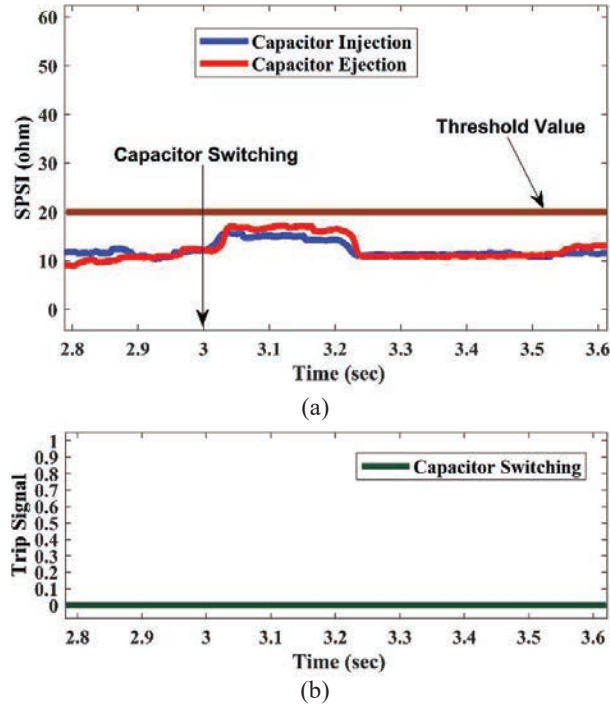 60
50
40
30
20
10
0
SPSI (ohm)
Capacitor Injection
Capacitor Ejection
Capacitor Switching
Threshold Value
2.8 2.9 3 3.1 3.2 3.3 3.4 3.5 3.6
Time (sec)
(a)
1
0.9
0.8
0.7
0.6
0.5
0.4
0.3
0.2
0.1
0
Trip Signal
Capacitor Switching
2.8 2.9 3 3.1 3.2 3.3 3.4 3.5 3.6
Time (sec)
(b)